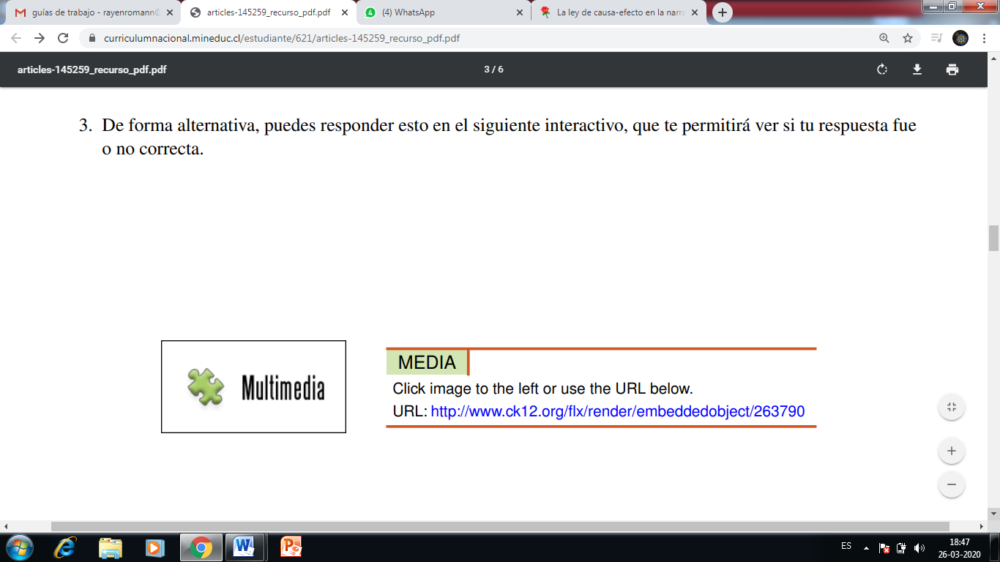 guías de trabajo - rayenromann@
articles-145259_recurso_pdf.pdf
(4) WhatsApp
La ley de causa-efecto en la narra
curriculumnacional.mineduc.cl/estudiante/621/articles-145259_recurso_pdf.pdf
articles-145259_recurso_pdf.pdf
3 / 6
3. De forma alternativa, puedes responder esto en el siguiente interactivo, que te permitirá ver si tu respuesta fue
o no correcta.
Multimedia
MEDIA
Click image to the left or use the URL below.
URL: http://www.ck12.org/flx/render/embeddedobject/263790
ES
18:47
26-03-2020